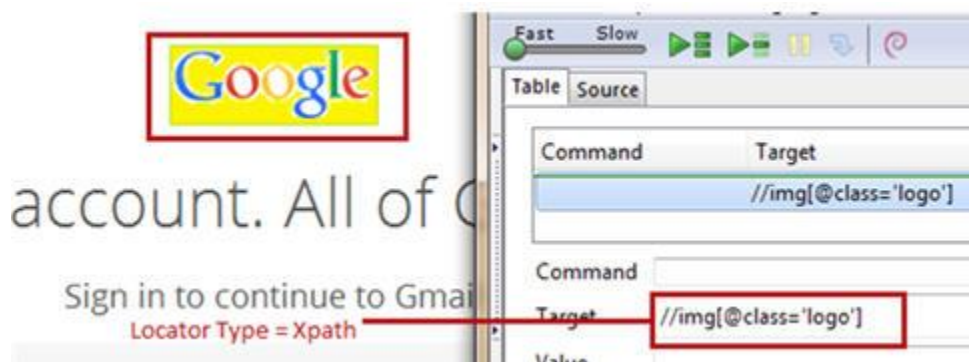 Google
account. All of
Sign in to continue to Gmai
Locator Type = Xpath
Fast Slow
Table Source
Command Target
//img[@class='logo']
Command
Target //img[@class='logo']
Value